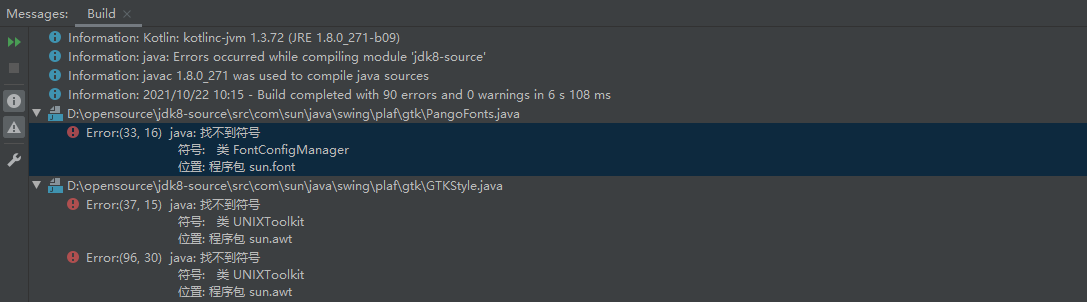 Messages: Build ×
Information: Kotlin: kotlinc-jvm 1.3.72 (JRE 1.8.0_271-b09)
Information: java: Errors occurred while compiling module 'jdk8-source'
Information: javac 1.8.0_271 was used to compile java sources
Information: 2021/10/22 10:15 - Build completed with 90 errors and 0 warnings in 6 s 108 ms
D:\opensource\jdk8-source\src\com\sun\java\swing\plaf\gtk\PangoFonts.java
Error:(33, 16) java: 找不到符号
符号: 类 FontConfigManager
位置: 程序包 sun.font
D:\opensource\jdk8-source\src\com\sun\java\swing\plaf\gtk\GTKStyle.java
Error:(37, 15) java: 找不到符号
符号: 类 UNIXToolkit
位置: 程序包 sun.awt
Error:(96, 30) java: 找不到符号
符号: 类 UNIXToolkit
位置: 程序包 sun.awt